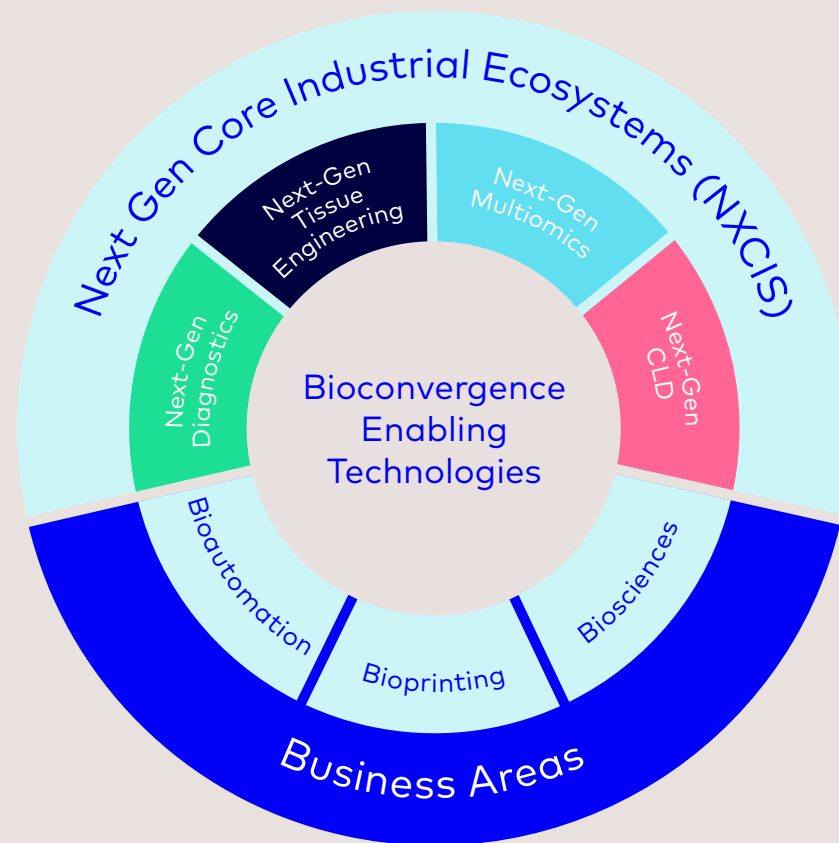 Next Gen Core Industrial Ecosystems (NXCIS)
Next-Gen
Diagnostics
Next-Gen
Tissue
Engineering
Next-Gen
Multiomics
Next-Gen
CLD
Bioconvergence
Enabling
Technologies
Bioautomation
Bioprinting
Biosciences
Business Areas